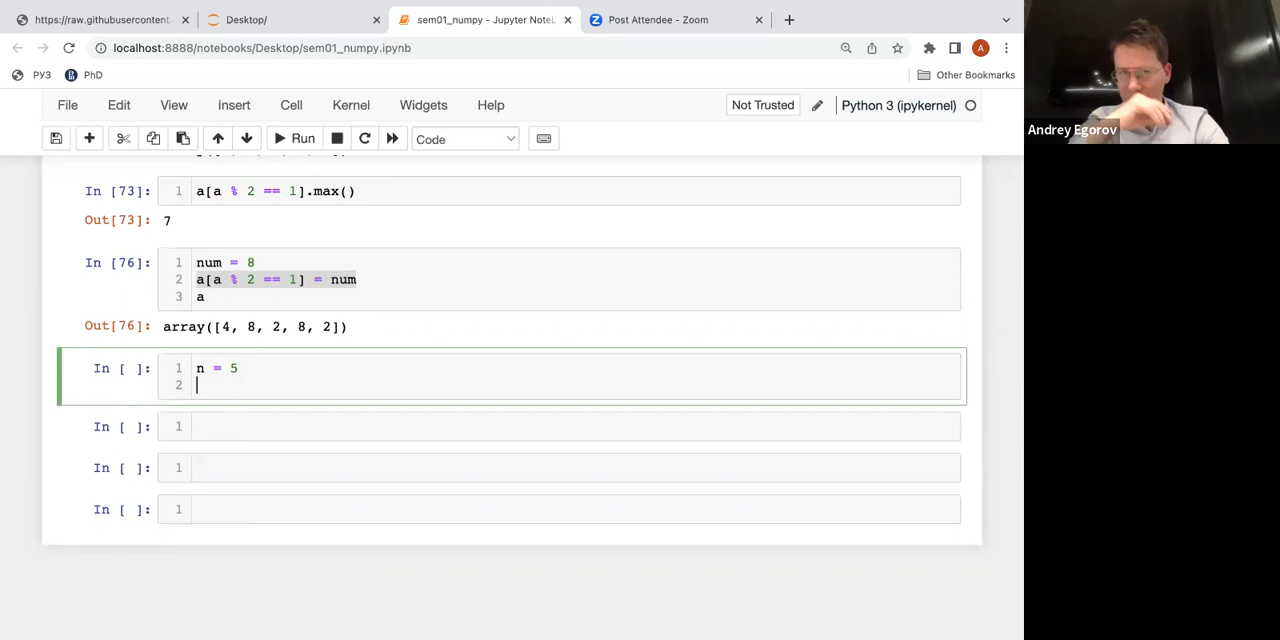 https://raw.githubusercontent.
Desktop/
sem01_numpy - Jupyter Note
Post Attendee - Zoom
localhost:8888/notebooks/Desktop/sem01_numpy.ipynb
A
РУЗ
PhD
Other Bookmarks
File Edit View Insert Cell Kernel Widgets Help
Not Trusted
Python 3 (ipykernel)
Run
Code
In [73]:
1 a[a % 2 == 1].max()
Out[73]: 7
In [76]:
1 num = 8
2 a[a % 2 == 1] = num
3 a
Out[76]: array([4, 8, 2, 8, 2])
In [ ]:
1 n = 5
2
In [ ]: 1
In [ ]: 1
In [ ]: 1
Andrey Egorov